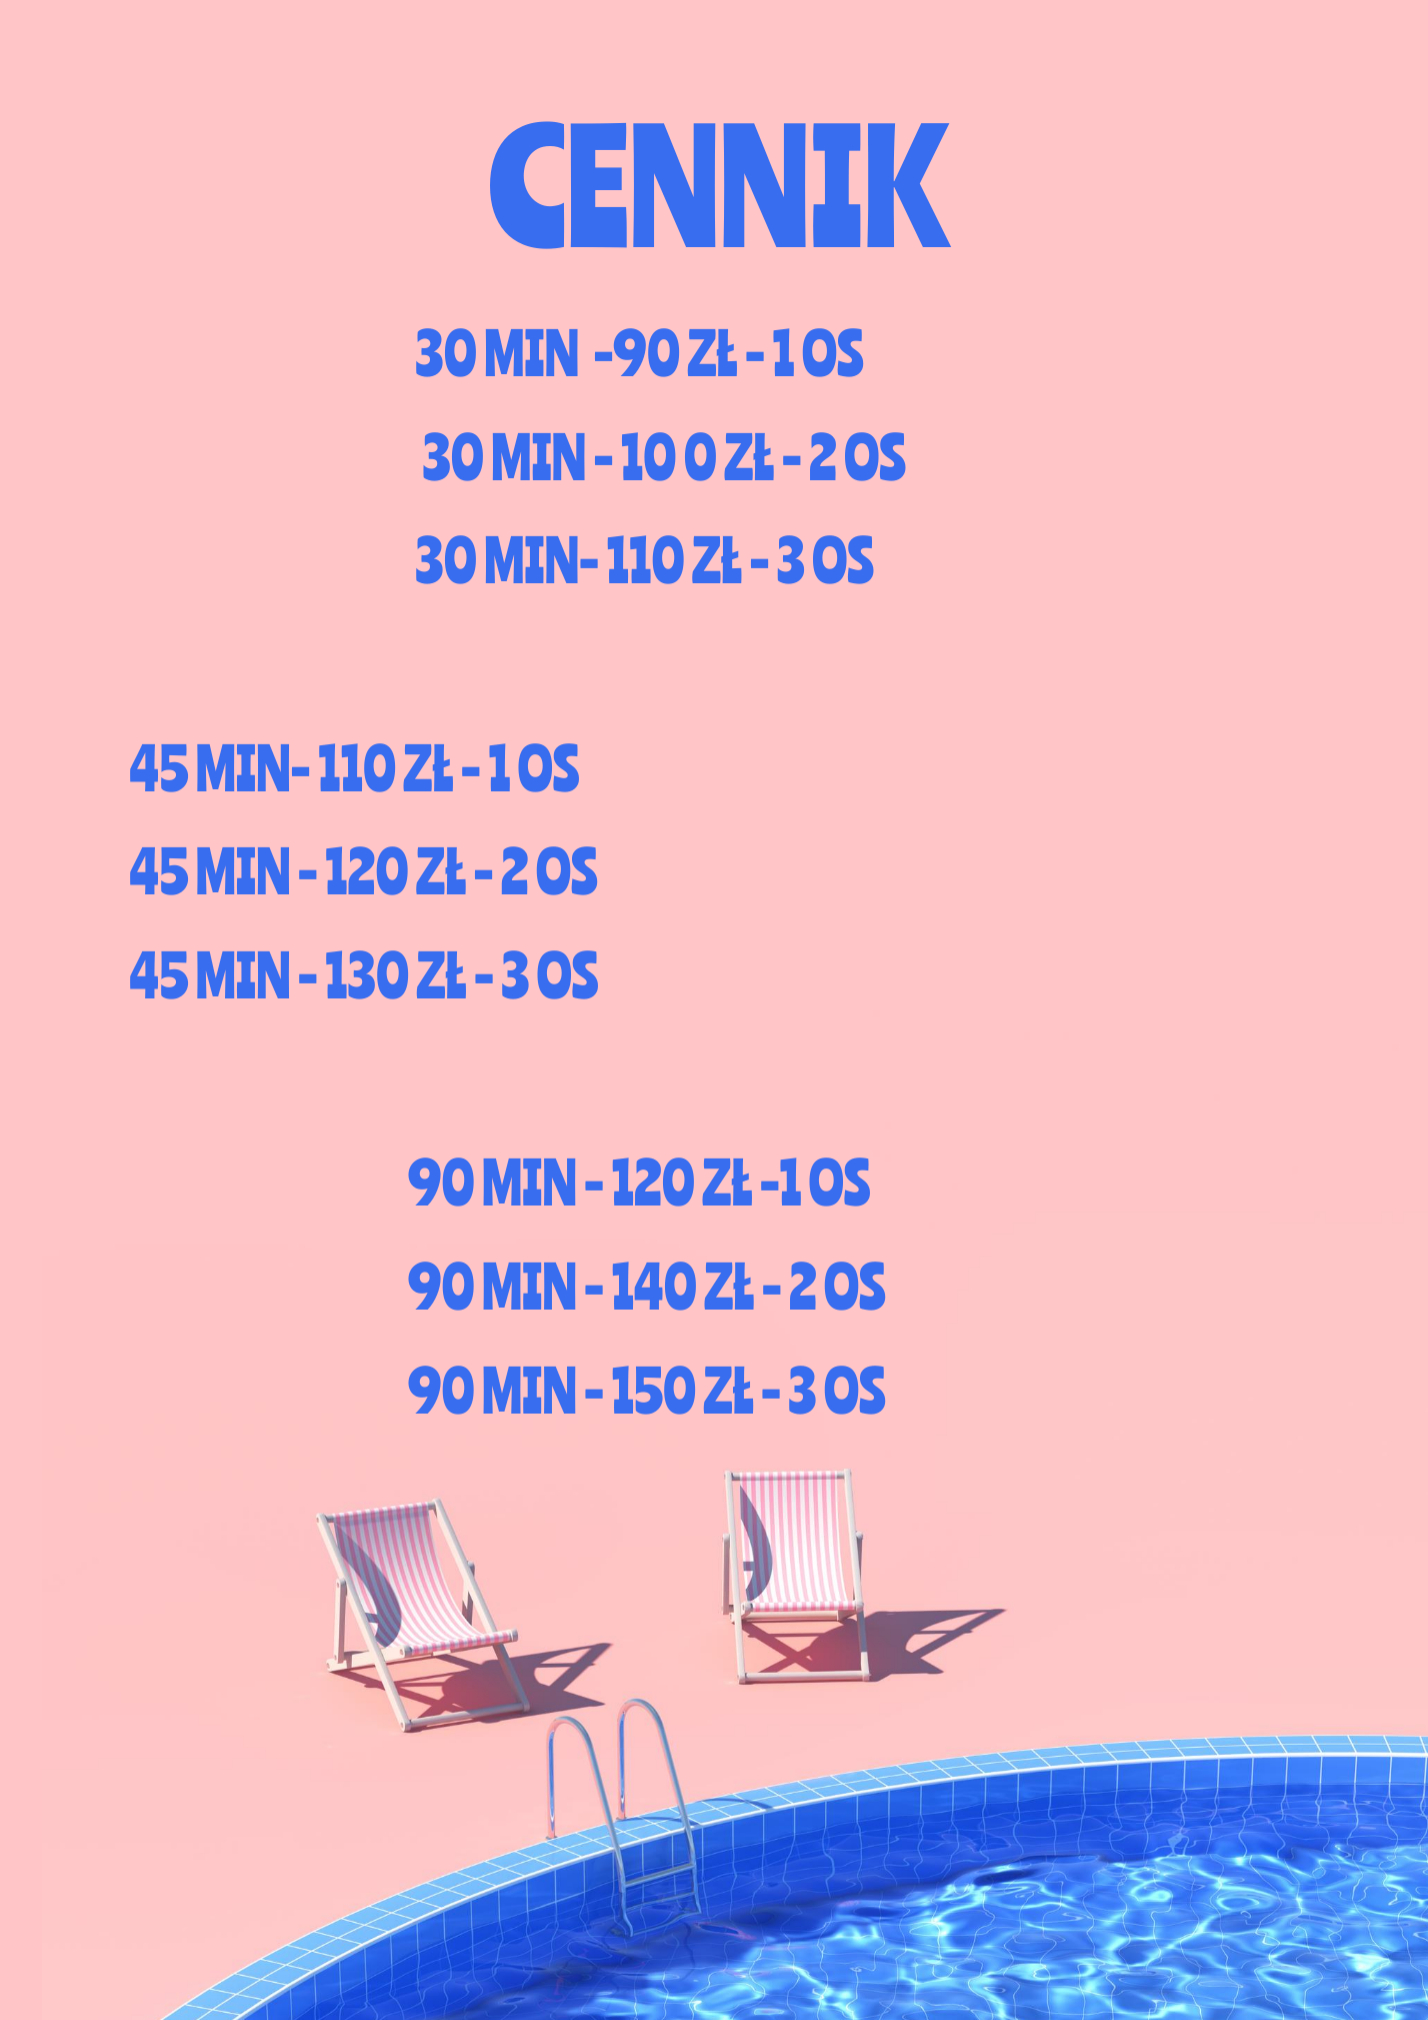 CENNIK
30 MIN -90 ZŁ - 1 OS
30 MIN - 10 0 ZŁ - 2 OS
30 MIN- 110 ZŁ - 3 OS
45 MIN- 110 ZŁ - 1 OS
45 MIN - 120 ZŁ - 2 OS
45 MIN - 130 ZŁ - 3 OS
90 MIN - 120 ZŁ -1 OS
90 MIN - 140 ZŁ - 2 OS
90 MIN - 150 ZŁ - 3 OS